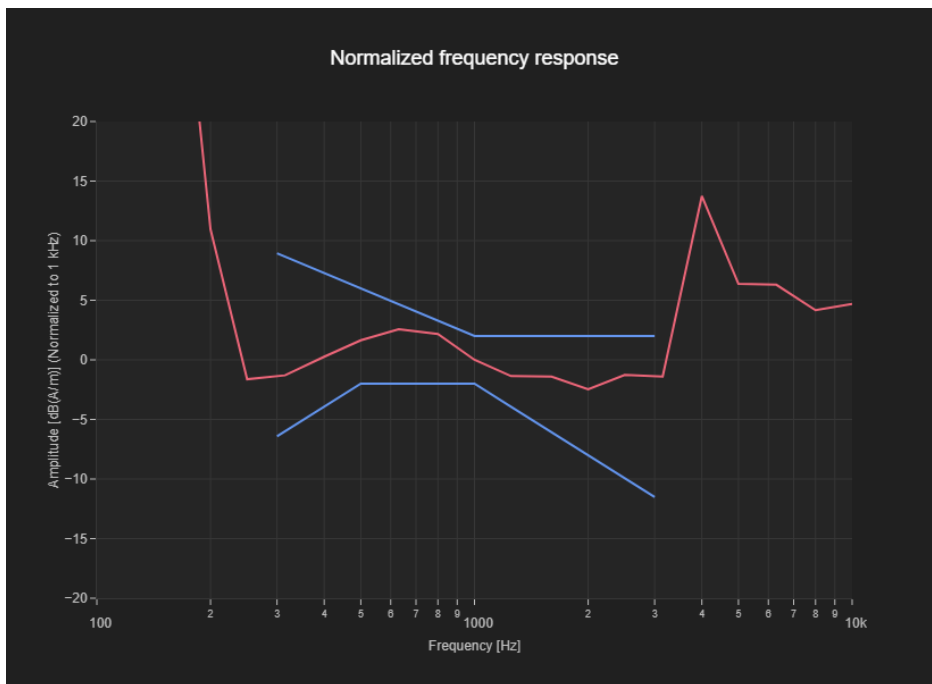 Normalized frequency response
Amplitude [dB(A/m)] (Normalized to 1 kHz)
20
15
10
5
0
−5
−10
−15
−20
100 2 3 4 5 6 7 8 9 1000 2 3 4 5 6 7 8 9 10k
Frequency [Hz]